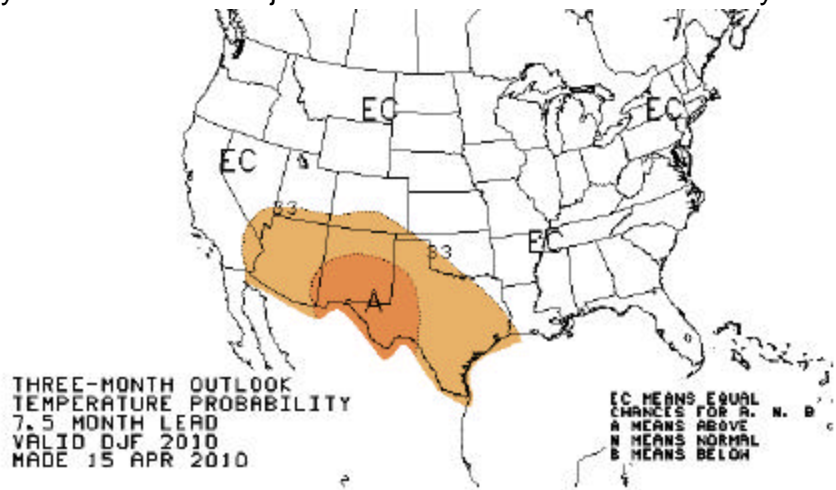 EC
EC
EC
33
EC
33
A
THREE-MONTH OUTLOOK
TEMPERATURE PROBABILITY
7.5 MONTH LEAD
VALID DJF 2010
MADE 15 APR 2010
EC MEANS EQUAL
CHANCES FOR A. N. B
A MEANS ABOVE
N MEANS NORMAL
B MEANS BELOW